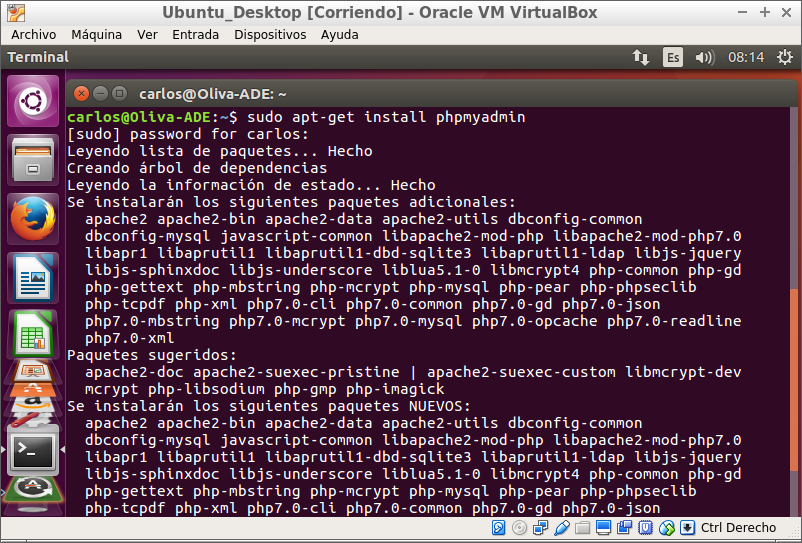 Ubuntu_Desktop [Corriendo] - Oracle VM VirtualBox
Archivo Máquina Ver Entrada Dispositivos Ayuda
Terminal Es 08:14
carlos@Oliva-ADE: ~
carlos@Oliva-ADE:~$ sudo apt-get install phpmyadmin
[sudo] password for carlos:
Leyendo lista de paquetes... Hecho
Creando árbol de dependencias
Leyendo la información de estado... Hecho
Se instalarán los siguientes paquetes adicionales:
apache2 apache2-bin apache2-data apache2-utils dbconfig-common
dbconfig-mysql javascript-common libapache2-mod-php libapache2-mod-php7.0
libapr1 libaprutil1 libaprutil1-dbd-sqlite3 libaprutil1-ldap libjs-jquery
libjs-sphinxdoc libjs-underscore liblua5.1-0 libmcrypt4 php-common php-gd
php-gettext php-mbstring php-mcrypt php-mysql php-pear php-phpseclib
php-tcpdf php-xml php7.0-cli php7.0-common php7.0-gd php7.0-json
php7.0-mbstring php7.0-mcrypt php7.0-mysql php7.0-opcache php7.0-readline
php7.0-xml
Paquetes sugeridos:
apache2-doc apache2-suexec-pristine | apache2-suexec-custom libmcrypt-dev
mcrypt php-libsodium php-gmp php-imagick
Se instalarán los siguientes paquetes NUEVOS:
apache2 apache2-bin apache2-data apache2-utils dbconfig-common
dbconfig-mysql javascript-common libapache2-mod-php libapache2-mod-php7.0
libapr1 libaprutil1 libaprutil1-dbd-sqlite3 libaprutil1-ldap libjs-jquery
libjs-sphinxdoc libjs-underscore liblua5.1-0 libmcrypt4 php-common php-gd
php-gettext php-mbstring php-mcrypt php-mysql php-pear php-phpseclib
php-tcpdf php-xml php7.0-cli php7.0-common php7.0-gd php7.0-json
Ctrl Derecho